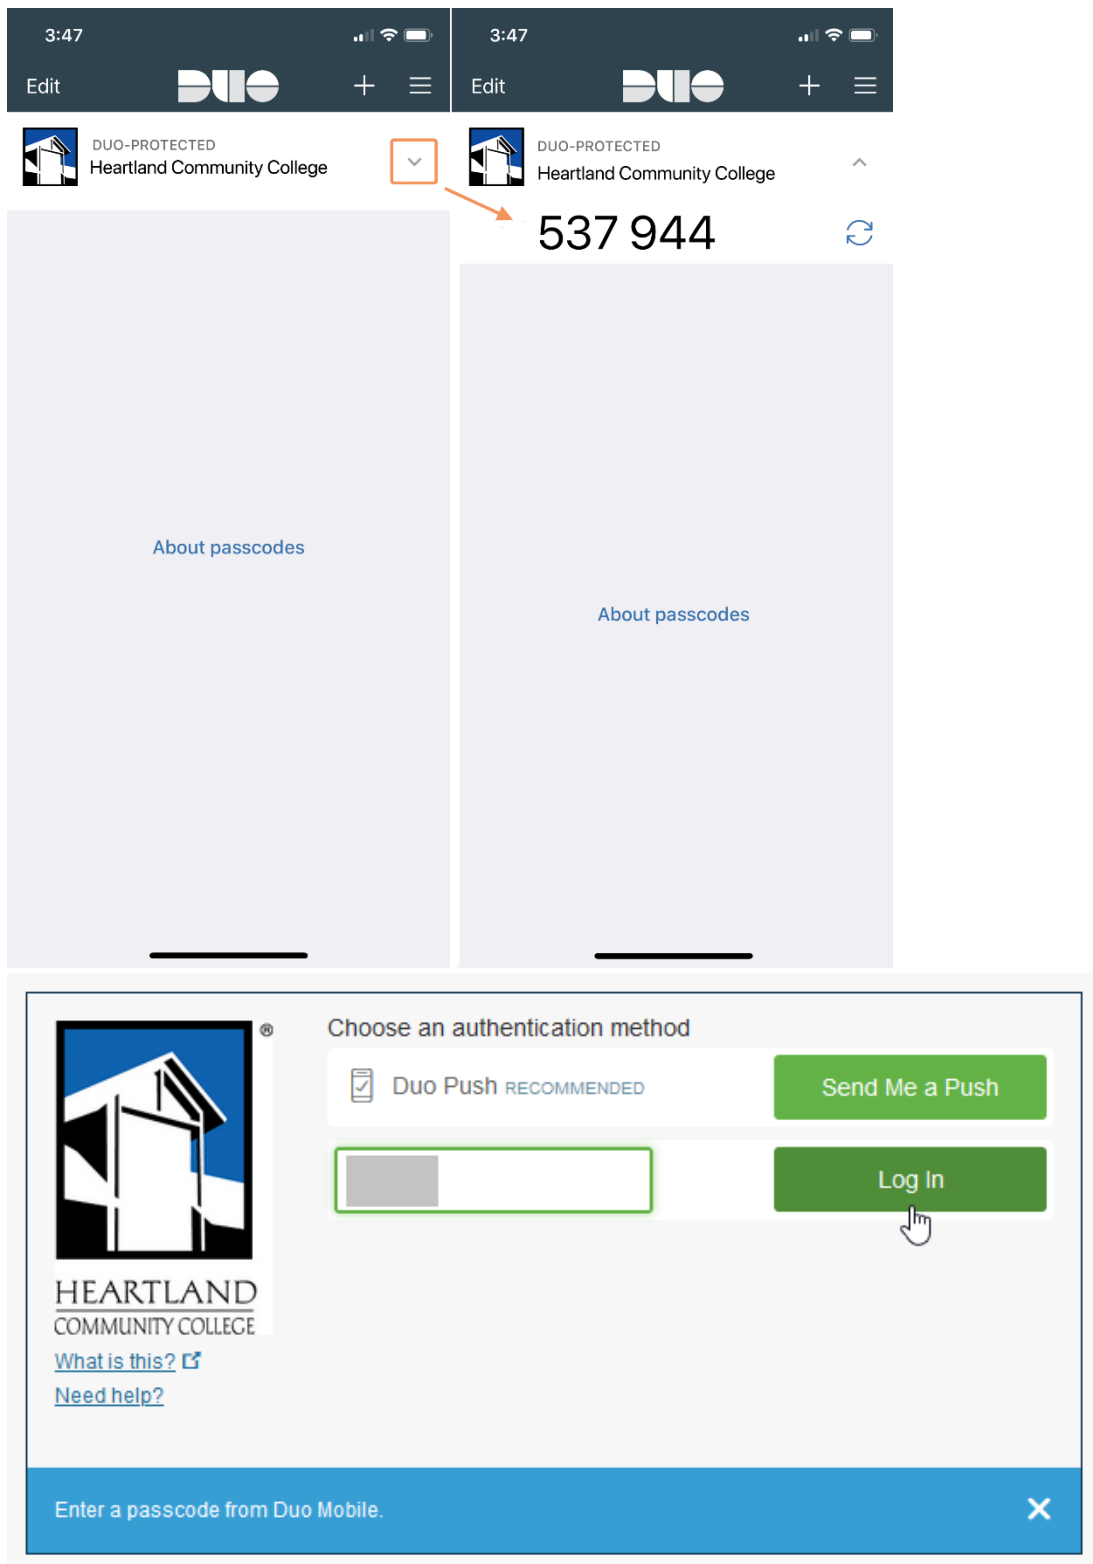 3:47
Edit
DUO
DUO-PROTECTED
Heartland Community College
About passcodes
3:47
Edit
DUO
DUO-PROTECTED
Heartland Community College
537 944
About passcodes
®
HEARTLAND
COMMUNITY COLLEGE
What is this?
Need help?
Choose an authentication method
Duo Push RECOMMENDED
Send Me a Push
Log In
Enter a passcode from Duo Mobile.